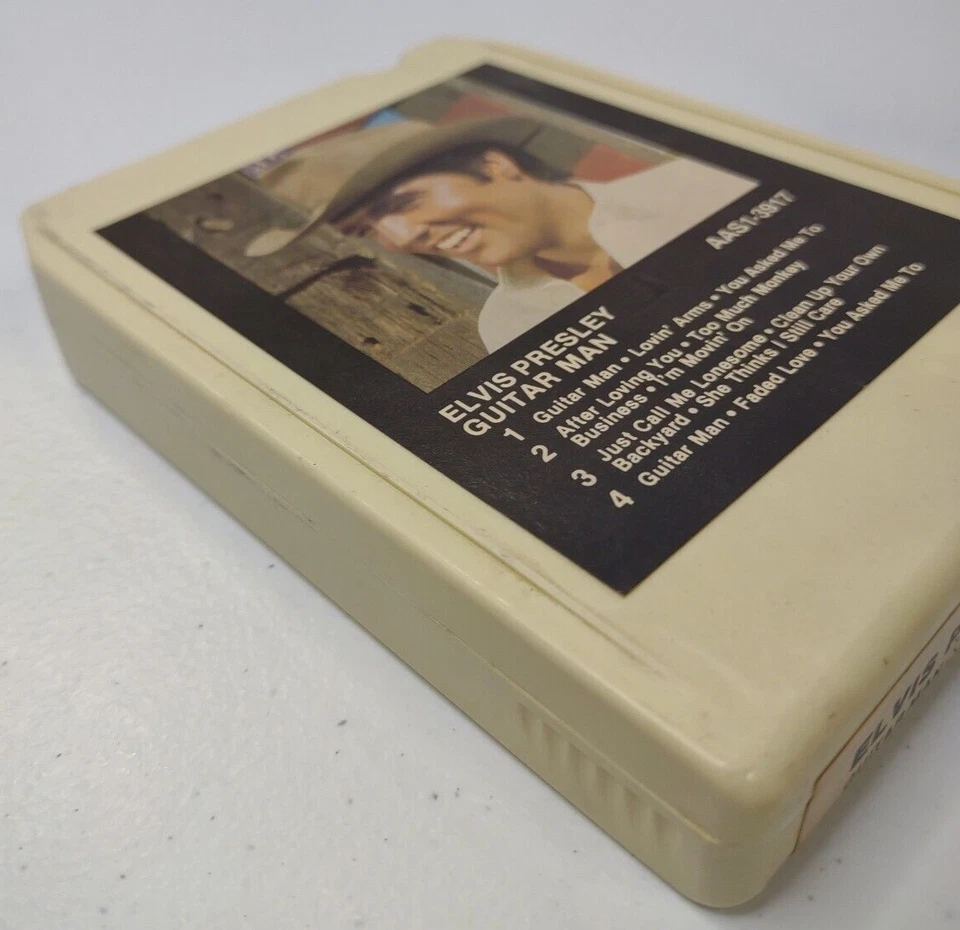 AAS1-3917
ELVIS PRESLEY
GUITAR MAN
1 Guitar Man • Lovin' Arms • You Asked Me To
2 After Loving You • Too Much Monkey
Business • I'm Movin' On
3 Just Call Me Lonesome • Clean Up Your Own
Backyard • She Thinks I Still Care
4 Guitar Man • Faded Love • You Asked Me To
ELVIS